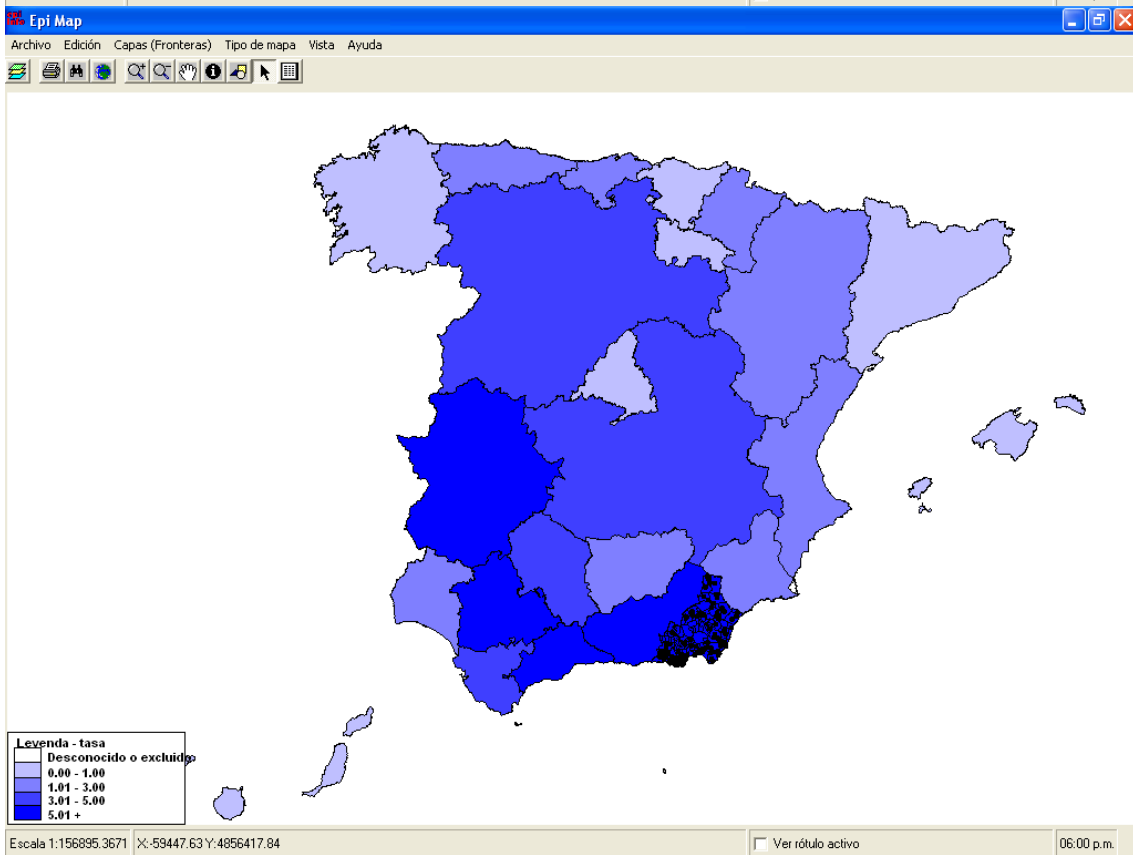 Epi Map
Archivo Edición Capas (Fronteras) Tipo de mapa Vista Ayuda
Leyenda - tasa
Desconocido o excluido
0.00 - 1.00
1.01 - 3.00
3.01 - 5.00
5.01 +
Escala 1:156895.3671 X:-59447.63 Y:4856417.84 Ver rótulo activo 06:00 p.m.